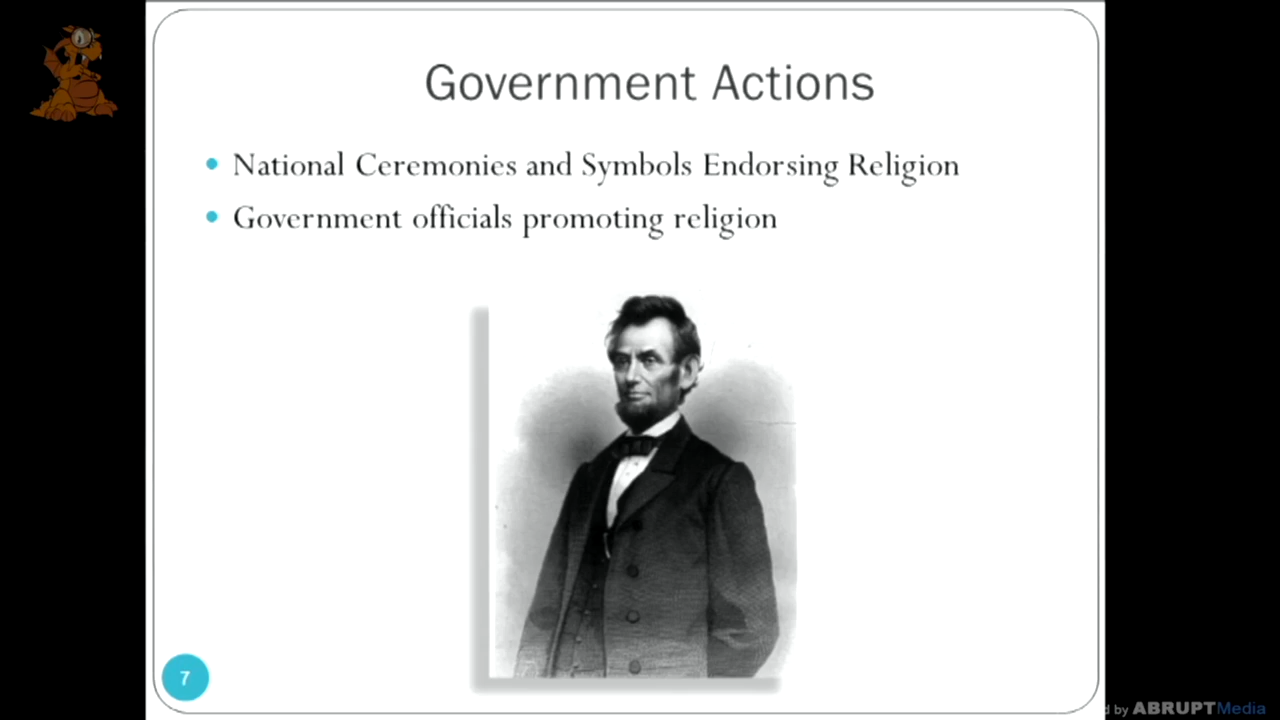 Government Actions
National Ceremonies and Symbols Endorsing Religion
Government officials promoting religion
7
d by ABRUPTMedia